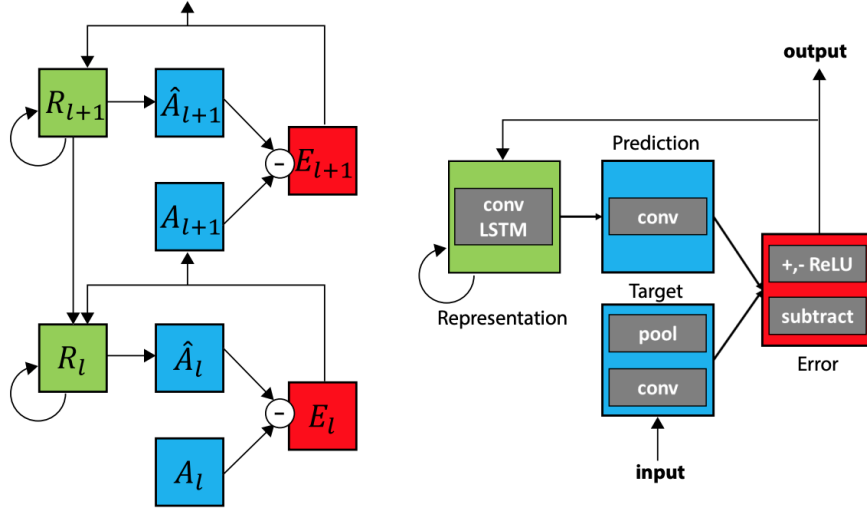 R_{l+1}
Â_{l+1}
-
E_{l+1}
A_{l+1}
R_l
Â_l
-
E_l
A_l
output
Prediction
conv
LSTM
conv
+,- ReLU
subtract
Target
Representation
pool
conv
Error
input